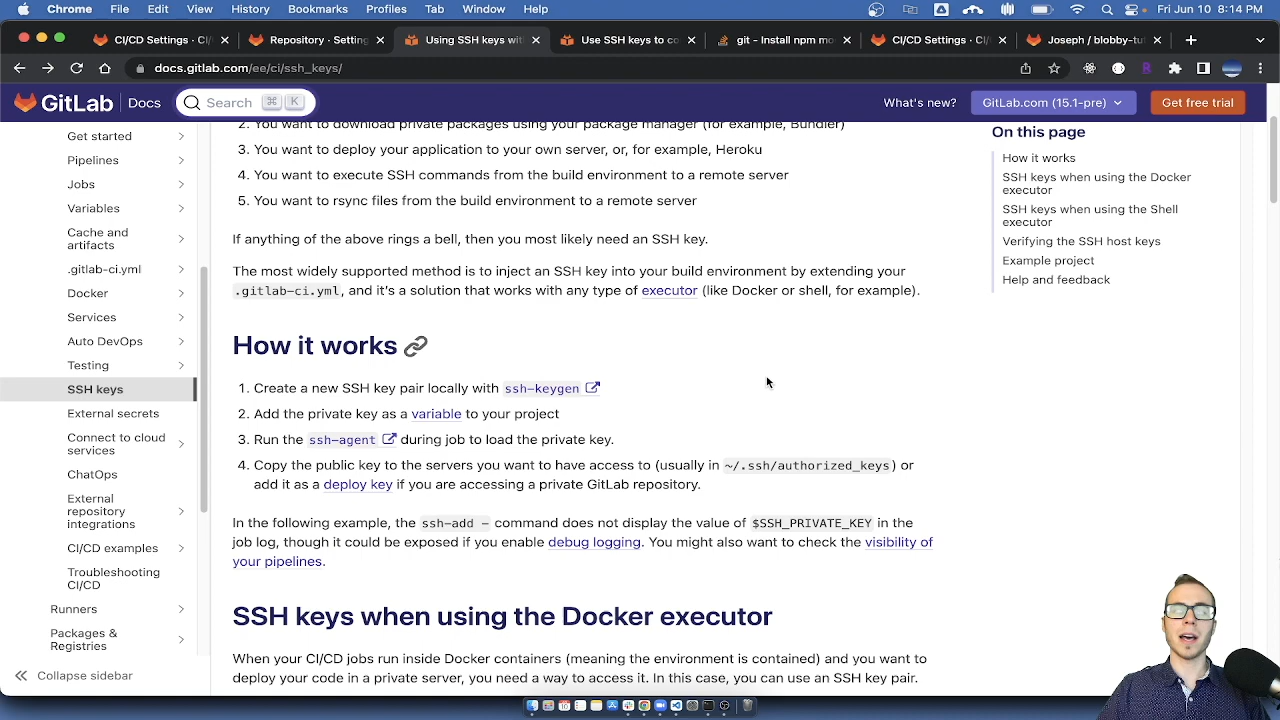 Chrome File Edit View History Bookmarks Profiles Tab Window Help Fri Jun 10 8:14 PM
CI/CD Settings · CI/ Repository · Setting Using SSH keys wit Use SSH keys to co git - Install npm mo CI/CD Settings · CI/ Joseph / blobby-tu
docs.gitlab.com/ee/ci/ssh_keys/
GitLab Docs Search ⌘ K What's new? GitLab.com (15.1-pre) Get free trial
Get started
Pipelines
Jobs
Variables
Cache and
artifacts
.gitlab-ci.yml
Docker
Services
Auto DevOps
Testing
SSH keys
External secrets
Connect to cloud
services
ChatOps
External
repository
integrations
CI/CD examples
Troubleshooting
CI/CD
Runners
Packages &
Registries
Collapse sidebar
2. You want to download private packages using your package manager (for example, Bundler)
3. You want to deploy your application to your own server, or, for example, Heroku
4. You want to execute SSH commands from the build environment to a remote server
5. You want to rsync files from the build environment to a remote server
If anything of the above rings a bell, then you most likely need an SSH key.
The most widely supported method is to inject an SSH key into your build environment by extending your
.gitlab-ci.yml, and it's a solution that works with any type of executor (like Docker or shell, for example).
How it works
1. Create a new SSH key pair locally with ssh-keygen
2. Add the private key as a variable to your project
3. Run the ssh-agent during job to load the private key.
4. Copy the public key to the servers you want to have access to (usually in ~/.ssh/authorized_keys) or
add it as a deploy key if you are accessing a private GitLab repository.
In the following example, the ssh-add - command does not display the value of $SSH_PRIVATE_KEY in the
job log, though it could be exposed if you enable debug logging. You might also want to check the visibility of
your pipelines.
SSH keys when using the Docker executor
When your CI/CD jobs run inside Docker containers (meaning the environment is contained) and you want to
deploy your code in a private server, you need a way to access it. In this case, you can use an SSH key pair.
On this page
How it works
SSH keys when using the Docker
executor
SSH keys when using the Shell
executor
Verifying the SSH host keys
Example project
Help and feedback